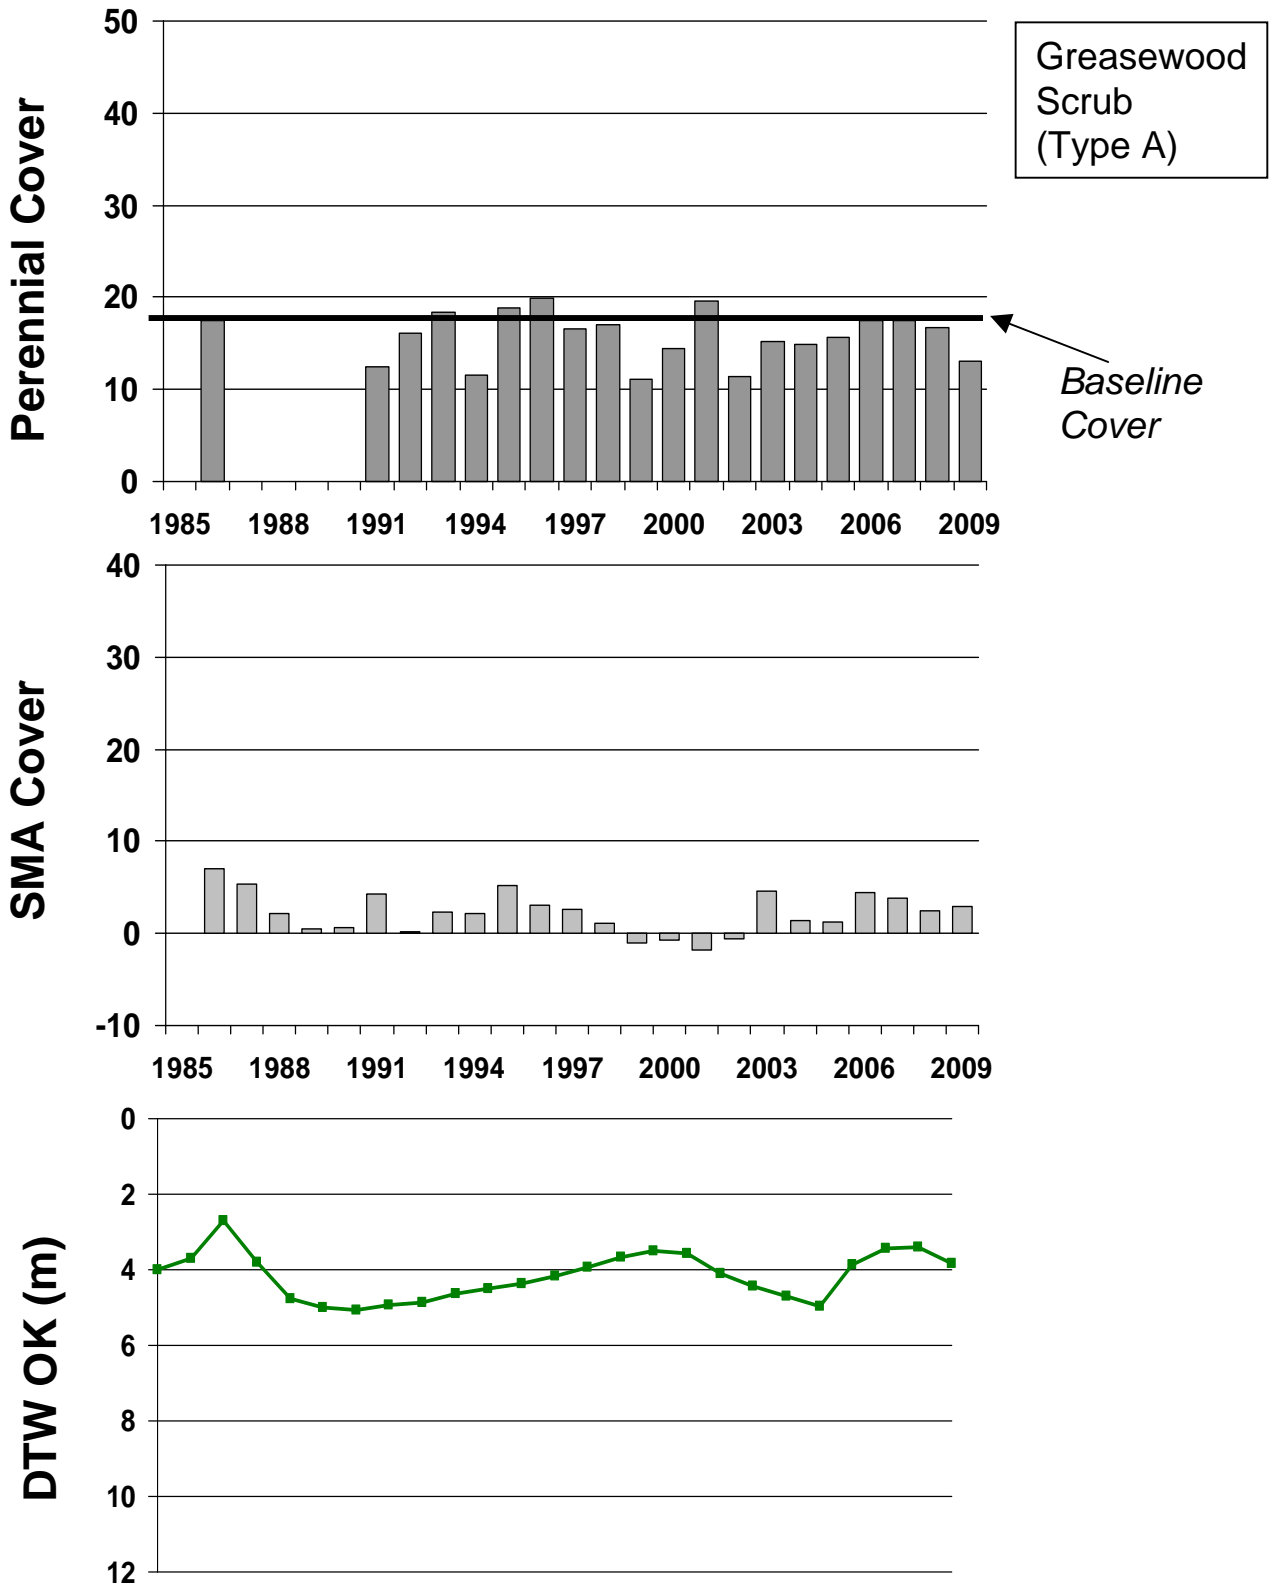 Perennial Cover
50
40
30
20
10
0
1985 1988 1991 1994 1997 2000 2003 2006 2009
Greasewood
Scrub
(Type A)
Baseline
Cover
SMA Cover
40
30
20
10
0
-10
1985 1988 1991 1994 1997 2000 2003 2006 2009
DTW OK (m)
0
2
4
6
8
10
12